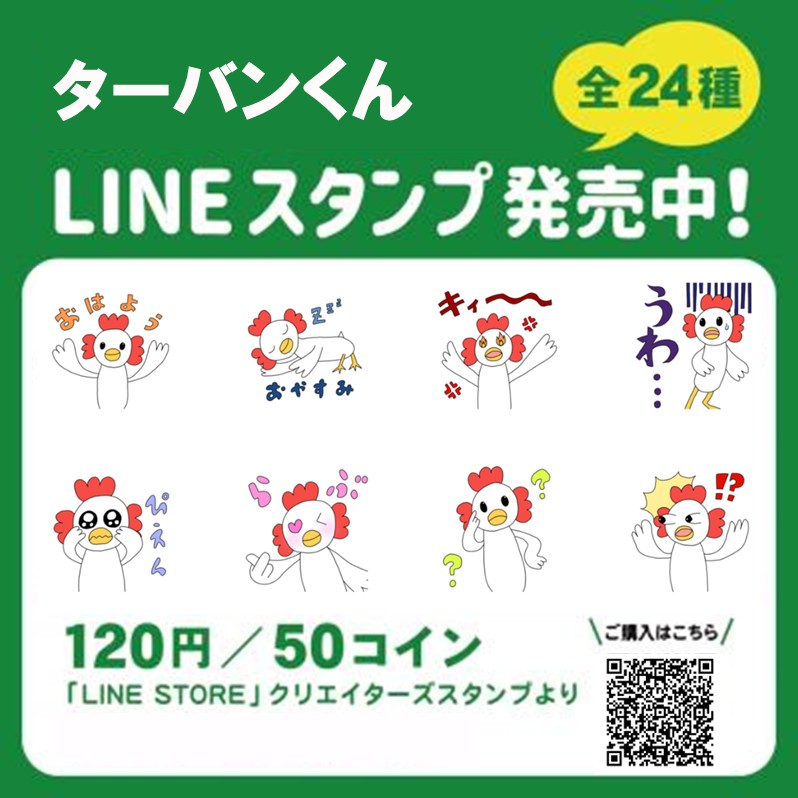 ターバンくん
全24種
LINEスタンプ発売中!
おはよぅ
zzzz
おやすみ
キィ〜〜
うわ…
ぴえん
らぶ
?
?
!?
120円／50コイン
「LINE STORE」クリエイターズスタンプより
\ご購入はこちら/